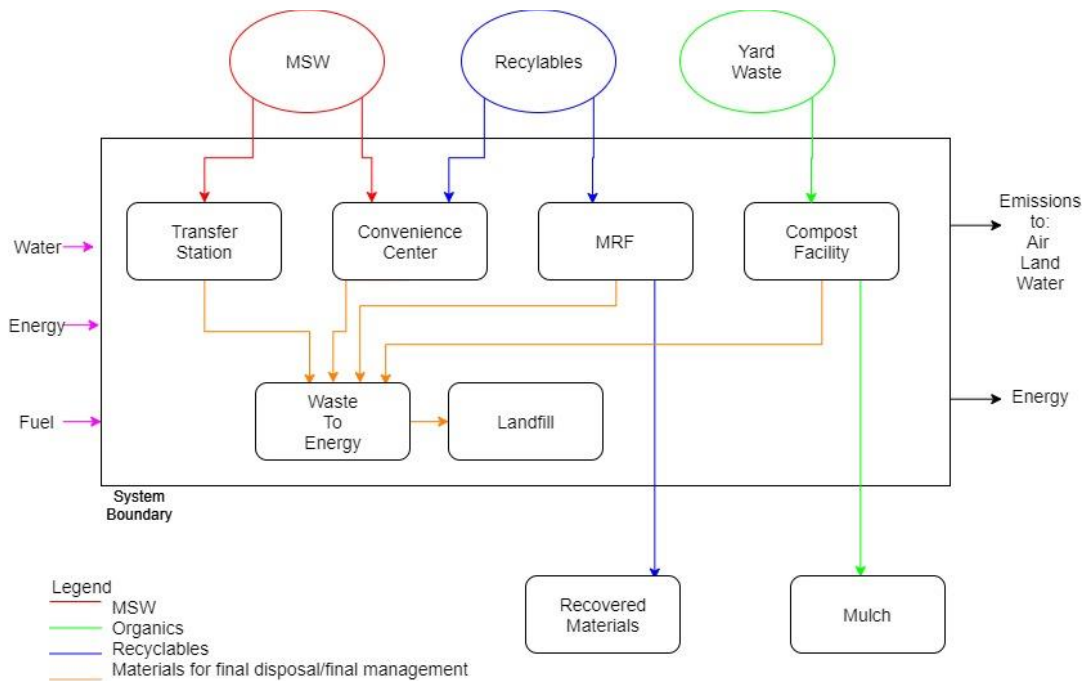 MSW
Recylables
Yard
Waste
Transfer
Station
Convenience
Center
MRF
Compost
Facility
Emissions
to:
Air
Land
Water
Water
Energy
Fuel
Waste
To
Energy
Landfill
Energy
System
Boundary
Recovered
Materials
Mulch
Legend
MSW
Organics
Recyclables
Materials for final disposal/final management